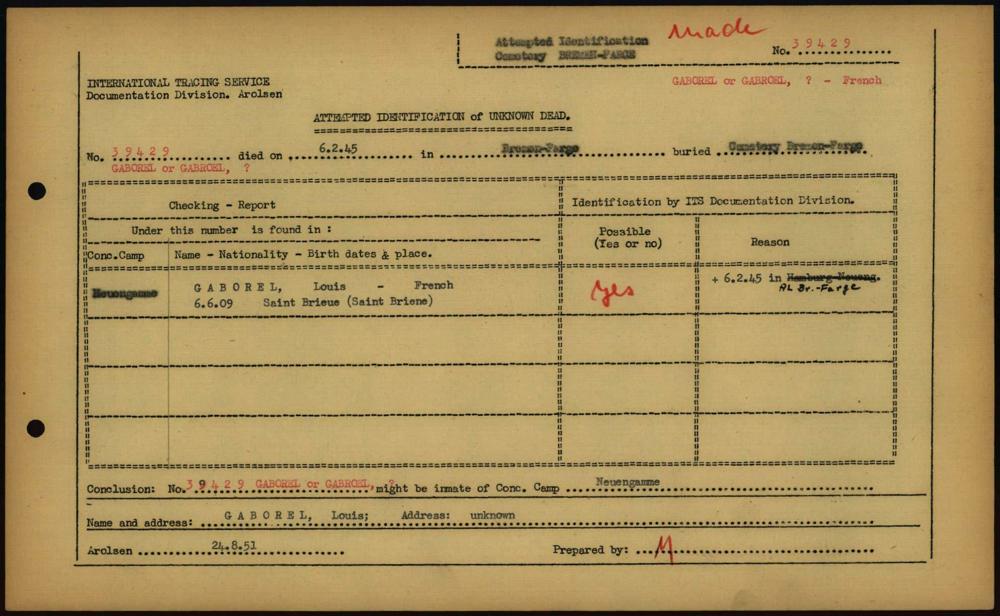 Attempted Identification made
Cemetery BREMEN-FARGE
No. 39429
INTERNATIONAL TRACING SERVICE
Documentation Division. Arolsen
GABOREL or GABROEL, ? - French
ATTEMPTED IDENTIFICATION of UNKNOWN DEAD.
No. 39429 died on 6.2.45 in Bremen-Farge buried Cemetery Bremen-Farge
GABOREL or GABROEL, ?
Checking - Report
Identification by ITS Documentation Division.
Under this number is found in :
Possible
(Yes or no)
Reason
Conc.Camp
Name - Nationality - Birth dates & place.
Neuengamme
GABOREL, Louis - French
6.6.09 Saint Brieue (Saint Briene)
Yes
+ 6.2.45 in Hamburg-Neueng.
AL Br.-Farge
Conclusion: No. 39429 GABOREL or GABROEL, ? might be inmate of Conc. Camp Neuengamme
Name and address: GABOREL, Louis; Address: unknown
Arolsen 24.8.51
Prepared by: M